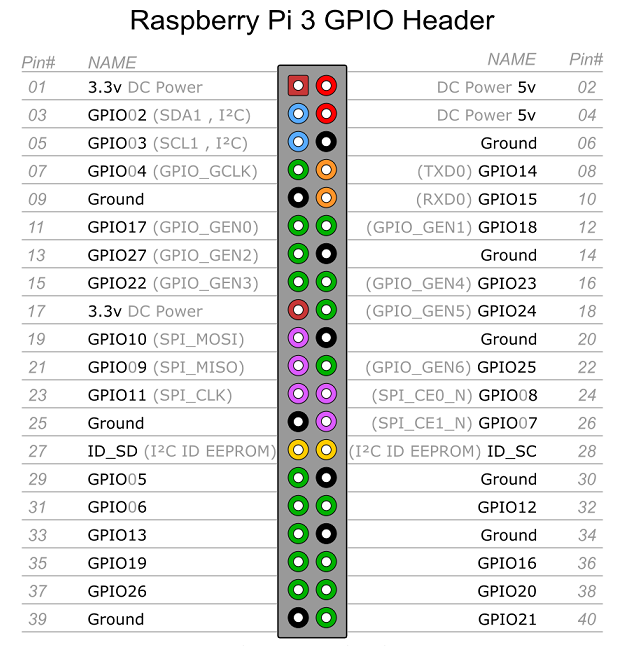 Raspberry Pi 3 GPIO Header
Pin# NAME NAME Pin#
01 3.3v DC Power DC Power 5v 02
03 GPIO02 (SDA1 , I²C) DC Power 5v 04
05 GPIO03 (SCL1 , I²C) Ground 06
07 GPIO04 (GPIO_GCLK) (TXD0) GPIO14 08
09 Ground (RXD0) GPIO15 10
11 GPIO17 (GPIO_GEN0) (GPIO_GEN1) GPIO18 12
13 GPIO27 (GPIO_GEN2) Ground 14
15 GPIO22 (GPIO_GEN3) (GPIO_GEN4) GPIO23 16
17 3.3v DC Power (GPIO_GEN5) GPIO24 18
19 GPIO10 (SPI_MOSI) Ground 20
21 GPIO09 (SPI_MISO) (GPIO_GEN6) GPIO25 22
23 GPIO11 (SPI_CLK) (SPI_CE0_N) GPIO08 24
25 Ground (SPI_CE1_N) GPIO07 26
27 ID_SD (I²C ID EEPROM) (I²C ID EEPROM) ID_SC 28
29 GPIO05 Ground 30
31 GPIO06 GPIO12 32
33 GPIO13 Ground 34
35 GPIO19 GPIO16 36
37 GPIO26 GPIO20 38
39 Ground GPIO21 40